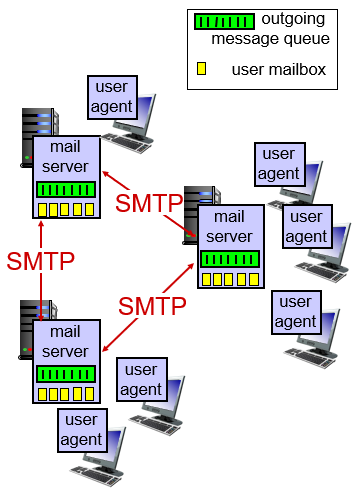 outgoing
message queue
user mailbox
user
agent
mail
server
SMTP
user
agent
mail
server
user
agent
SMTP
SMTP
user
agent
mail
server
user
agent
user
agent